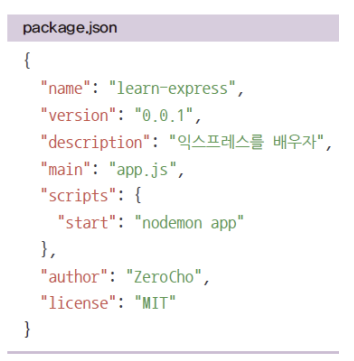 package.json
{
  "name": "learn-express",
  "version": "0.0.1",
  "description": "익스프레스를 배우자",
  "main": "app.js",
  "scripts": {
    "start": "nodemon app"
  },
  "author": "ZeroCho",
  "license": "MIT"
}